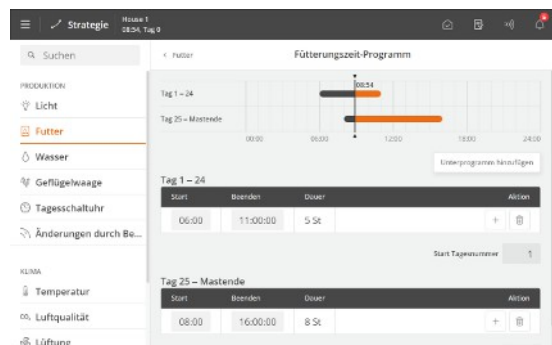 Strategie
House 1
08:54, Tag 0
Suchen
PRODUKTION
Licht
Futter
Wasser
Geflügelwaage
Tagesschaltuhr
Änderungen durch Be...
KLIMA
Temperatur
CO₂ Luftqualität
Lüftung
< Futter
Fütterungszeit-Programm
08:54
Tag 1 – 24
Tag 25 – Mastende
00:00 06:00 12:00 18:00 24:00
Unterprogramm hinzufügen
Tag 1 – 24
Start Beenden Dauer Aktion
06:00 11:00:00 5 St +
Start Tagesnummer 1
Tag 25 – Mastende
Start Beenden Dauer Aktion
08:00 16:00:00 8 St +